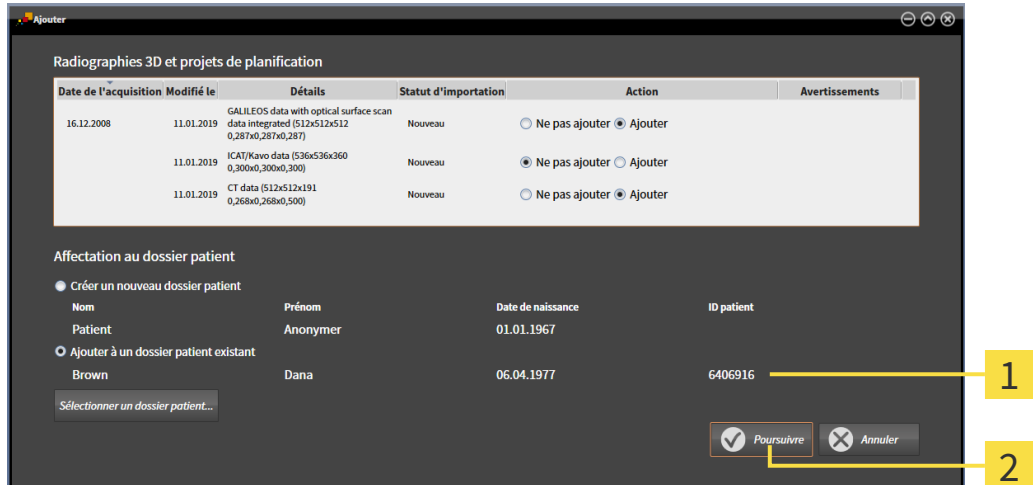 Ajouter
Radiographies 3D et projets de planification
Date de l'acquisition Modifié le Détails Statut d'importation Action Avertissements
GALILEOS data with optical surface scan
16.12.2008 11.01.2019 data integrated (512x512x512 Nouveau Ne pas ajouter Ajouter
0,287x0,287x0,287)
11.01.2019 ICAT/Kavo data (536x536x360 Nouveau Ne pas ajouter Ajouter
0,300x0,300x0,300)
11.01.2019 CT data (512x512x191 Nouveau Ne pas ajouter Ajouter
0,268x0,268x0,500)
Affectation au dossier patient
Créer un nouveau dossier patient
Nom Prénom Date de naissance ID patient
Patient Anonymer 01.01.1967
Ajouter à un dossier patient existant
Brown Dana 06.04.1977 6406916 1
Sélectionner un dossier patient...
Poursuivre Annuler
2